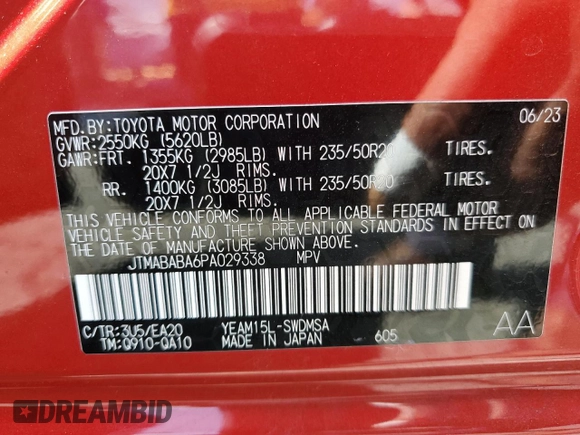 MFD.BY:TOYOTA MOTOR CORPORATION 06/23
GVWR:2550KG (5620LB)
GAWR:FRT. 1355KG (2985LB) WITH 235/50R20 TIRES.
20X7 1/2J RIMS.
RR. 1400KG (3085LB) WITH 235/50R20 TIRES.
20X7 1/2J RIMS.
THIS VEHICLE CONFORMS TO ALL APPLICABLE FEDERAL MOTOR
VEHICLE SAFETY AND THEFT PREVENTION STANDARDS IN EFFECT ON
THE DATE OF MANUFACTURE SHOWN ABOVE.
JTMABABA6PA029338 MPV
C/TR:3U5/EA20 YEAM15L-SWDMSA 605 AA
TM:Q910-QA10 MADE IN JAPAN
DREAMBID